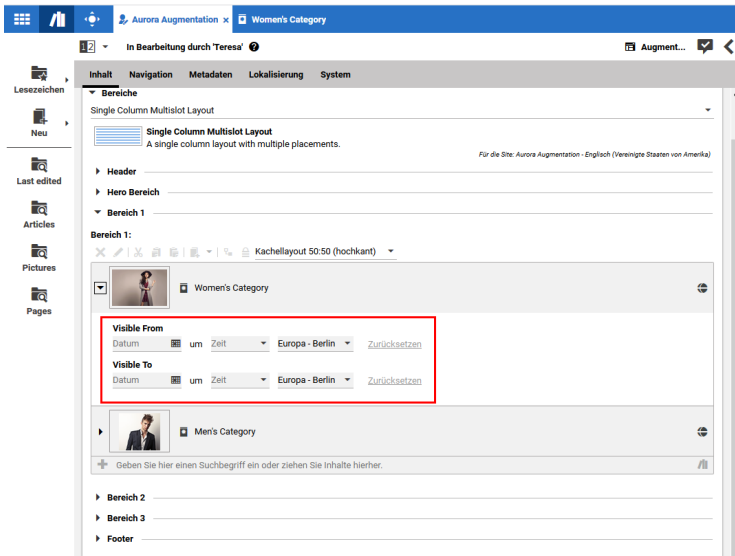 Aurora Augmentation x Women's Category
12 In Bearbeitung durch 'Teresa' ? Augment...
Lesezeichen
Neu
Last edited
Articles
Pictures
Pages
Inhalt Navigation Metadaten Lokalisierung System
Bereiche
Single Column Multislot Layout
Single Column Multislot Layout
A single column layout with multiple placements.
Für die Site: Aurora Augmentation - Englisch (Vereinigte Staaten von Amerika)
Header
Hero Bereich
Bereich 1
Bereich 1:
Kachellayout 50:50 (hochkant)
Women's Category
Visible From
Datum um Zeit Europa - Berlin Zurücksetzen
Visible To
Datum um Zeit Europa - Berlin Zurücksetzen
Men's Category
Geben Sie hier einen Suchbegriff ein oder ziehen Sie Inhalte hierher.
Bereich 2
Bereich 3
Footer